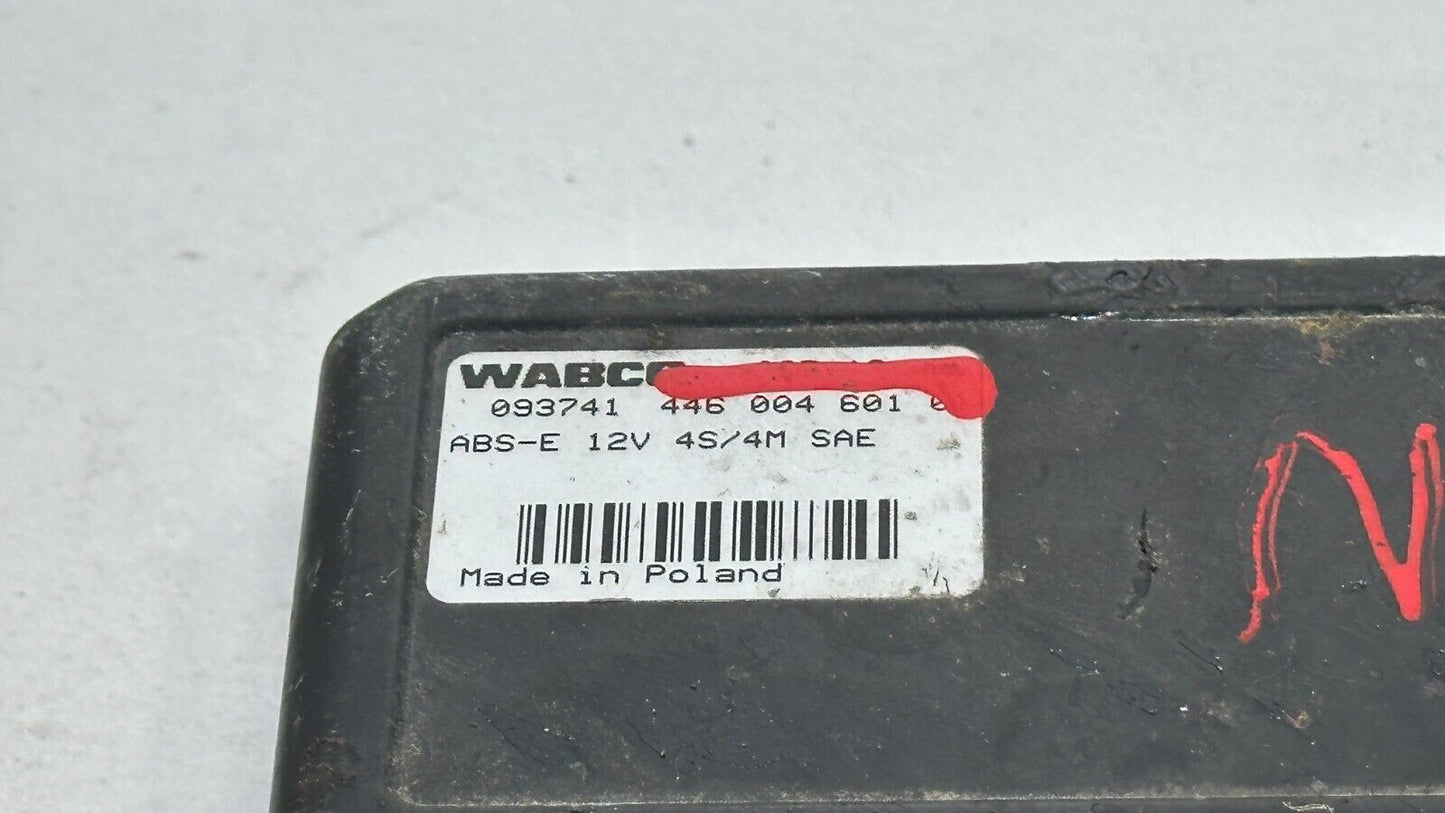 WABCO
093741 446 004 601
ABS-E 12V 4S/4M SAE
Made in Poland
N